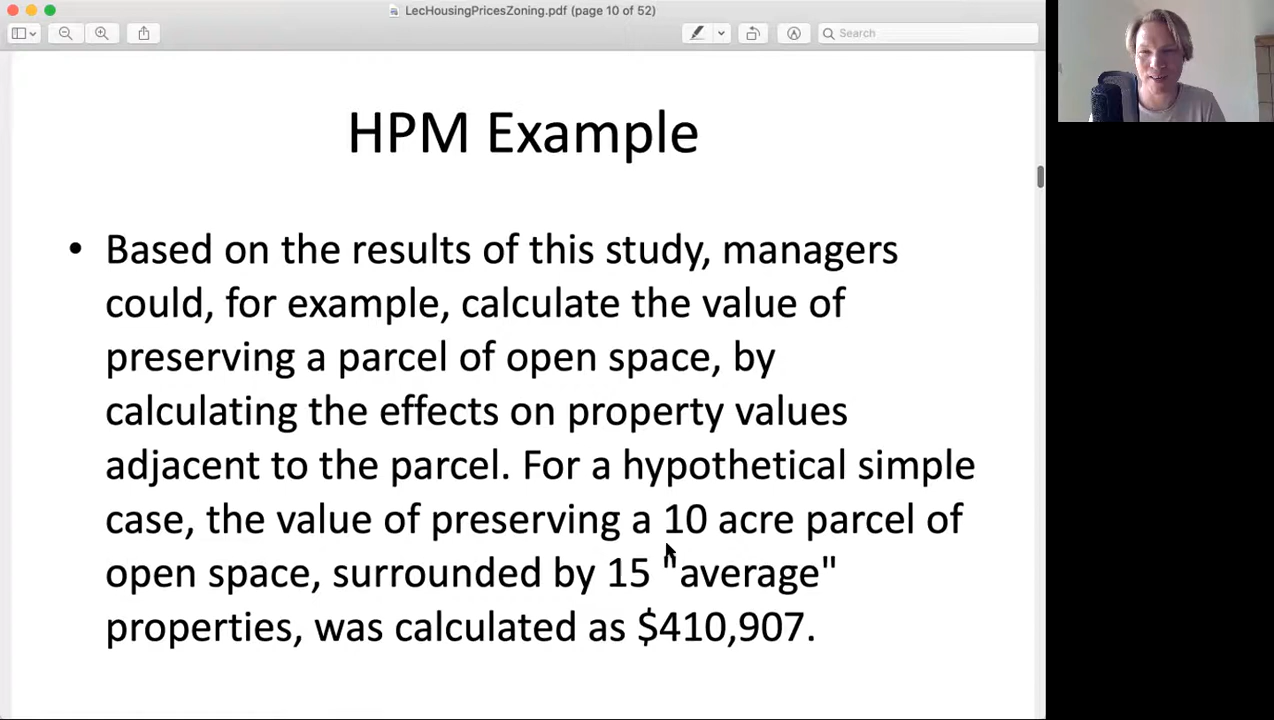 LecHousingPricesZoning.pdf (page 10 of 52)
Search
HPM Example
• Based on the results of this study, managers
could, for example, calculate the value of
preserving a parcel of open space, by
calculating the effects on property values
adjacent to the parcel. For a hypothetical simple
case, the value of preserving a 10 acre parcel of
open space, surrounded by 15 "average"
properties, was calculated as $410,907.